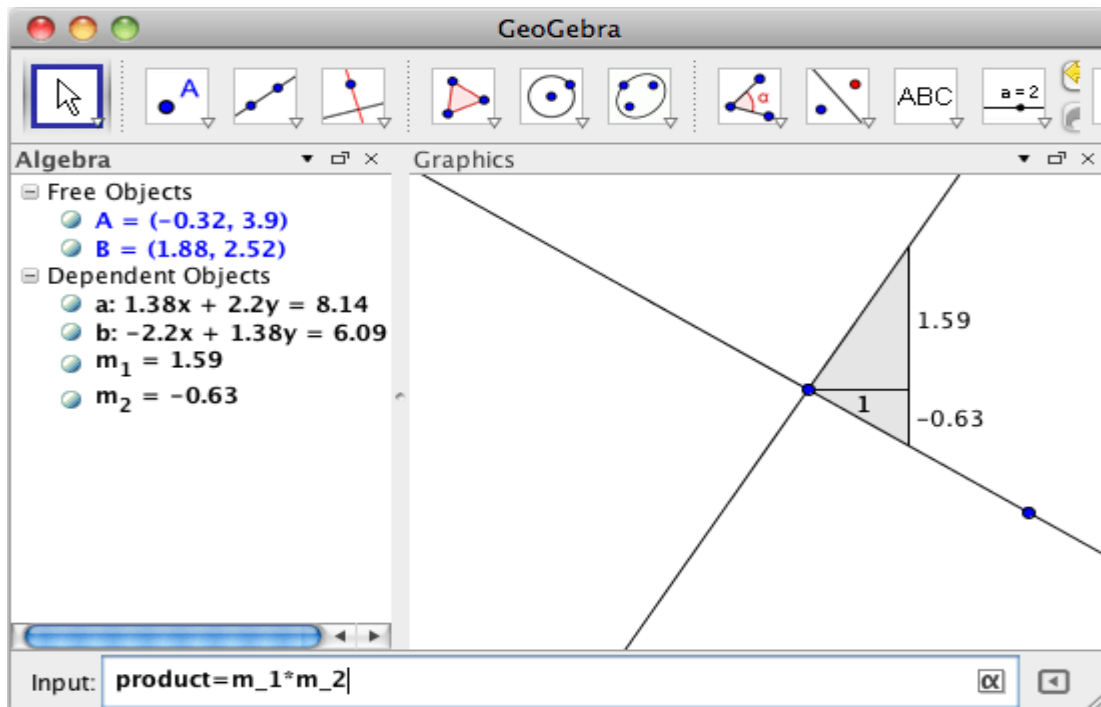 GeoGebra
A
α
ABC
a = 2
Algebra
Graphics
Free Objects
A = (-0.32, 3.9)
B = (1.88, 2.52)
Dependent Objects
a: 1.38x + 2.2y = 8.14
b: -2.2x + 1.38y = 6.09
m₁ = 1.59
m₂ = -0.63
1.59
1
-0.63
Input: product=m_1*m_2
α